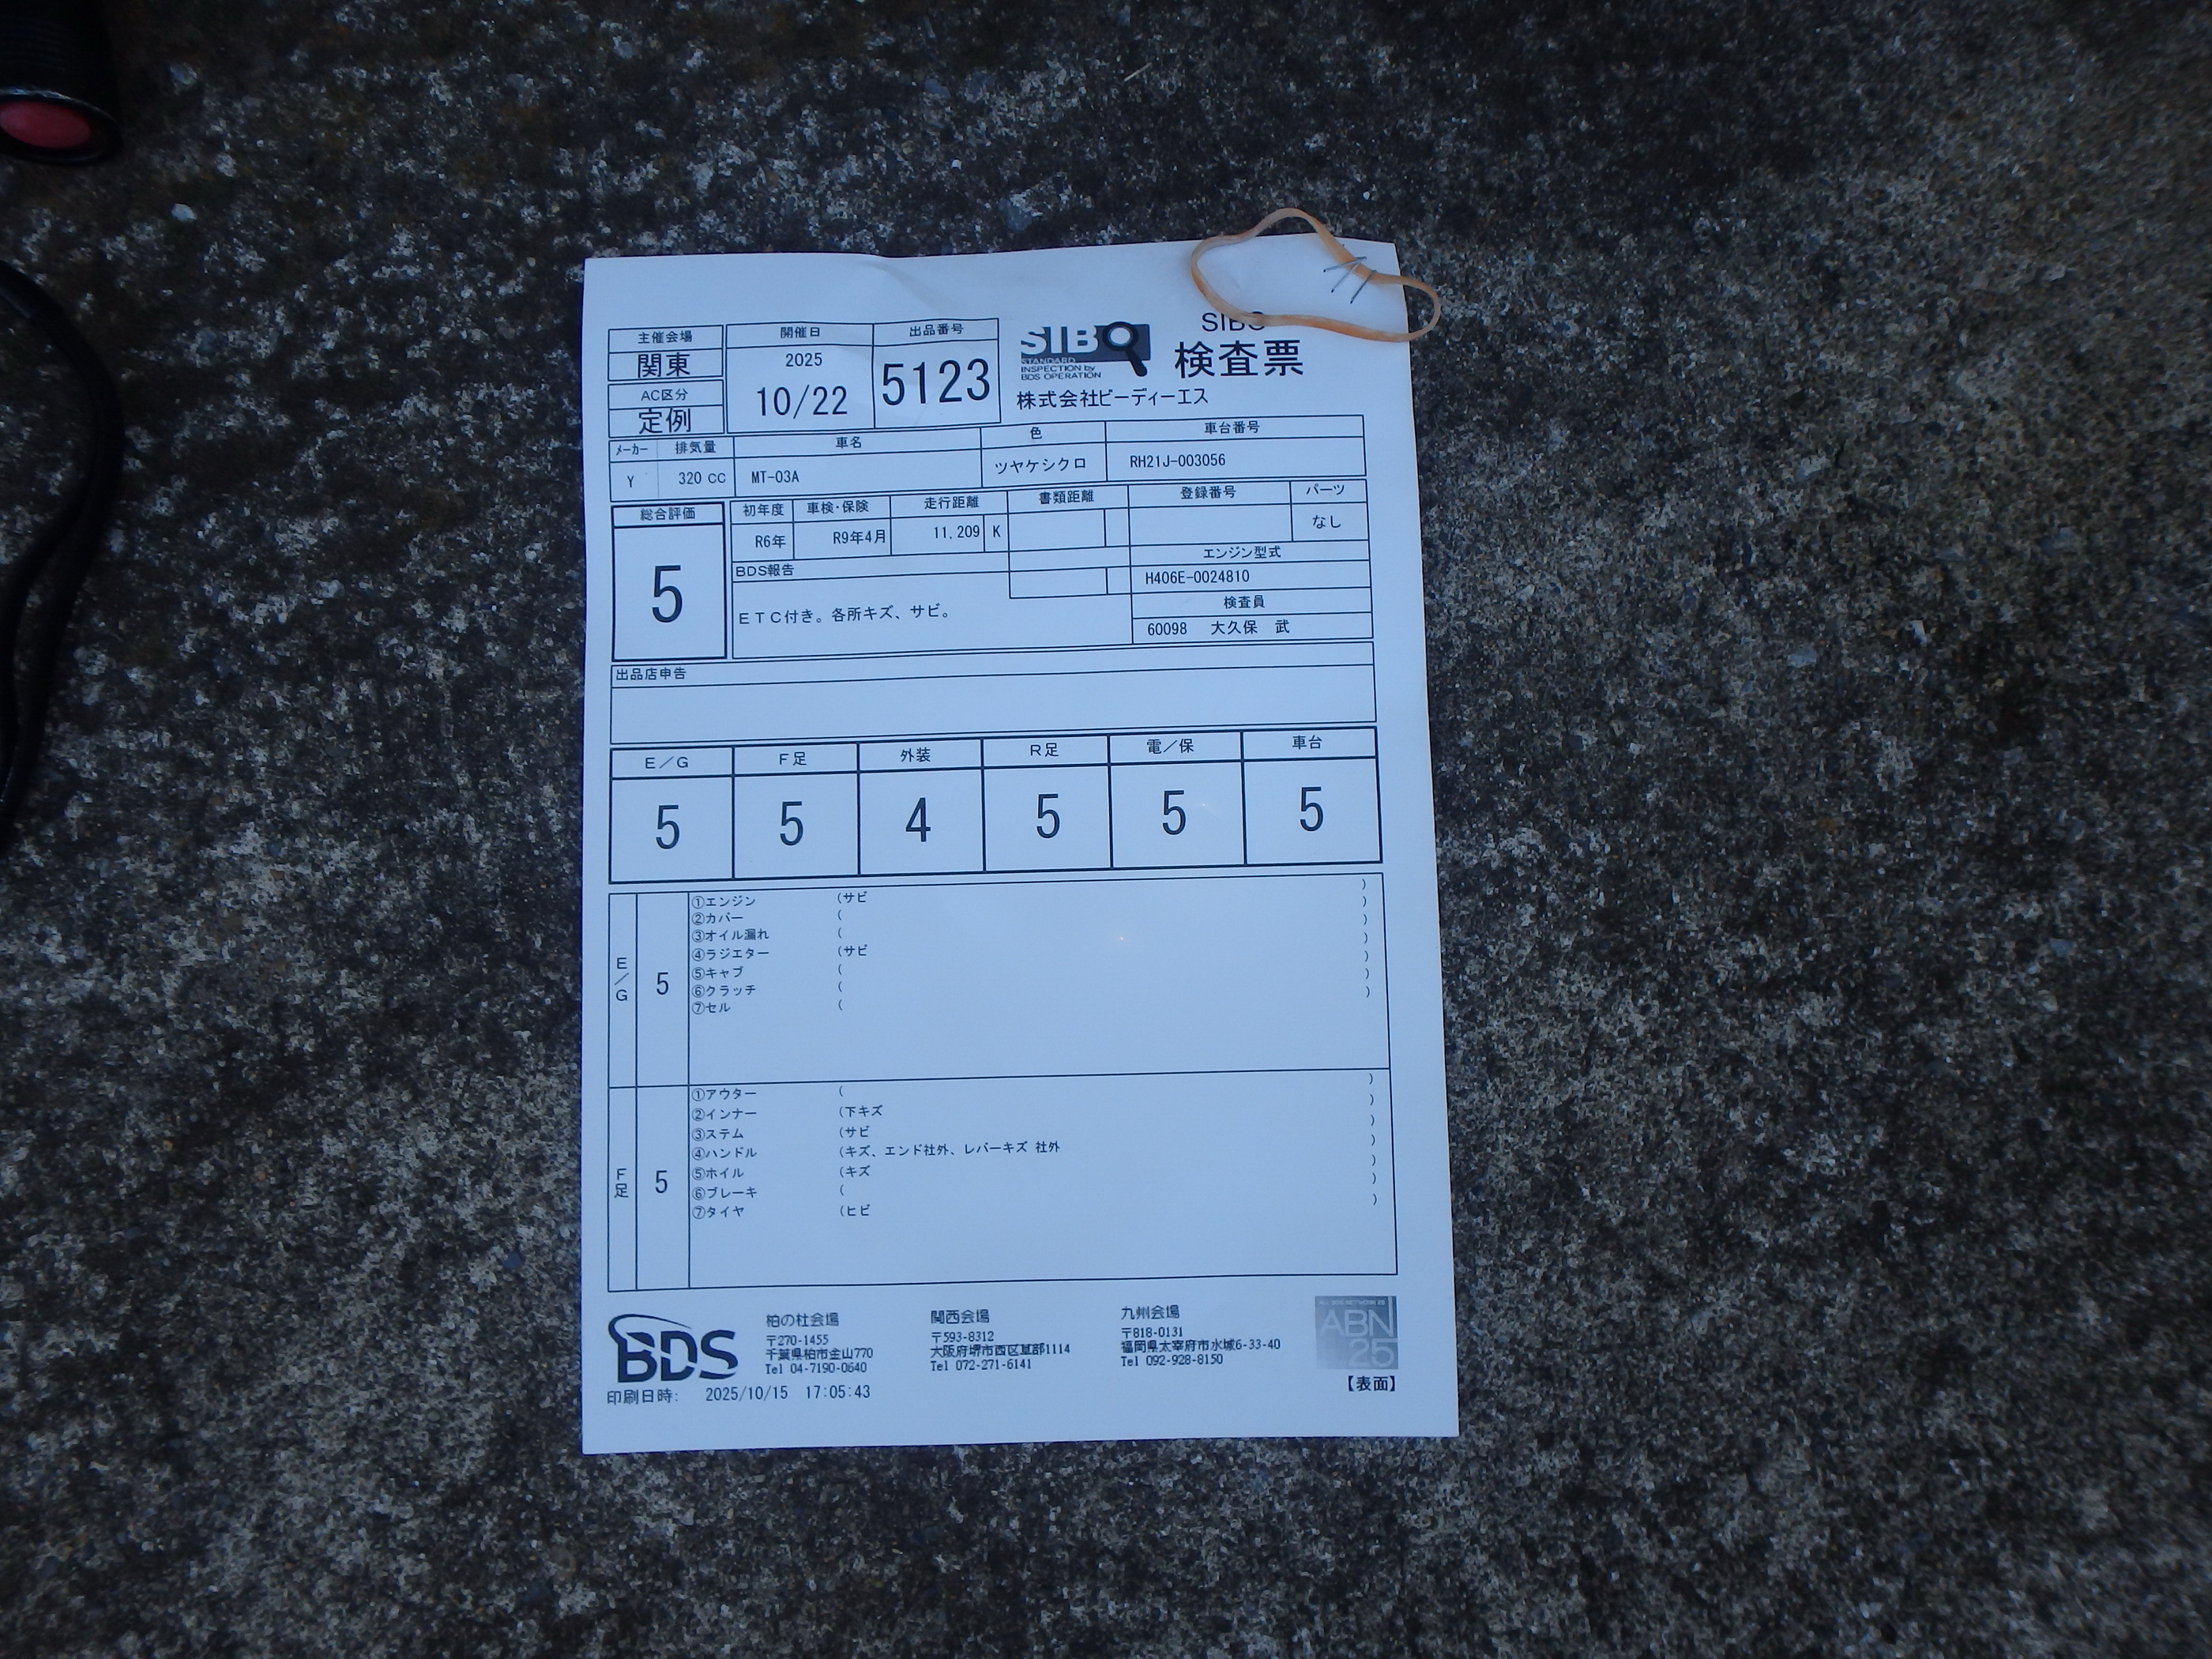 主催会場
関東
AC区分
定例
開催日
2025
10/22
出品番号
5123
SIBO
STANDARD
INSPECTION by
BDS OPERATION
検査票
株式会社ビーディーエス
メーカー 排気量 車名 色 車台番号
Y 320 CC MT-03A ツヤケシクロ RH21J-003056
総合評価
5
初年度 車検・保険 走行距離 書類距離 登録番号 パーツ
R6年 R9年4月 11,209 K なし
エンジン型式
H406E-0024810
検査員
60098 大久保 武
BDS報告
ETC付き。各所キズ、サビ。
出品店申告
E/G F足 外装 R足 電/保 車台
5 5 4 5 5 5
E/G
5
①エンジン (サビ )
②カバー ( )
③オイル漏れ ( )
④ラジエター (サビ )
⑤キャブ ( )
⑥クラッチ ( )
⑦セル ( )
F足
5
①アウター ( )
②インナー (下キズ )
③ステム (サビ )
④ハンドル (キズ、エンド社外、レバーキズ 社外 )
⑤ホイル (キズ )
⑥ブレーキ ( )
⑦タイヤ (ヒビ )
BDS
柏の杜会場
〒270-1455
千葉県柏市金山770
Tel 04-7190-0640
関西会場
〒593-8312
大阪府堺市西区草部1114
Tel 072-271-6141
九州会場
〒818-0131
福岡県太宰府市水城6-33-40
Tel 092-928-8150
ABN
25
【表面】
印刷日時: 2025/10/15 17:05:43